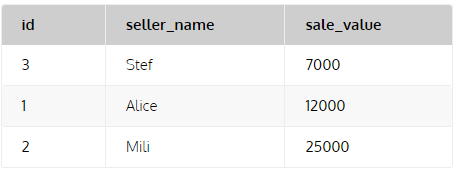 id seller_name sale_value
3 Stef 7000
1 Alice 12000
2 Mili 25000